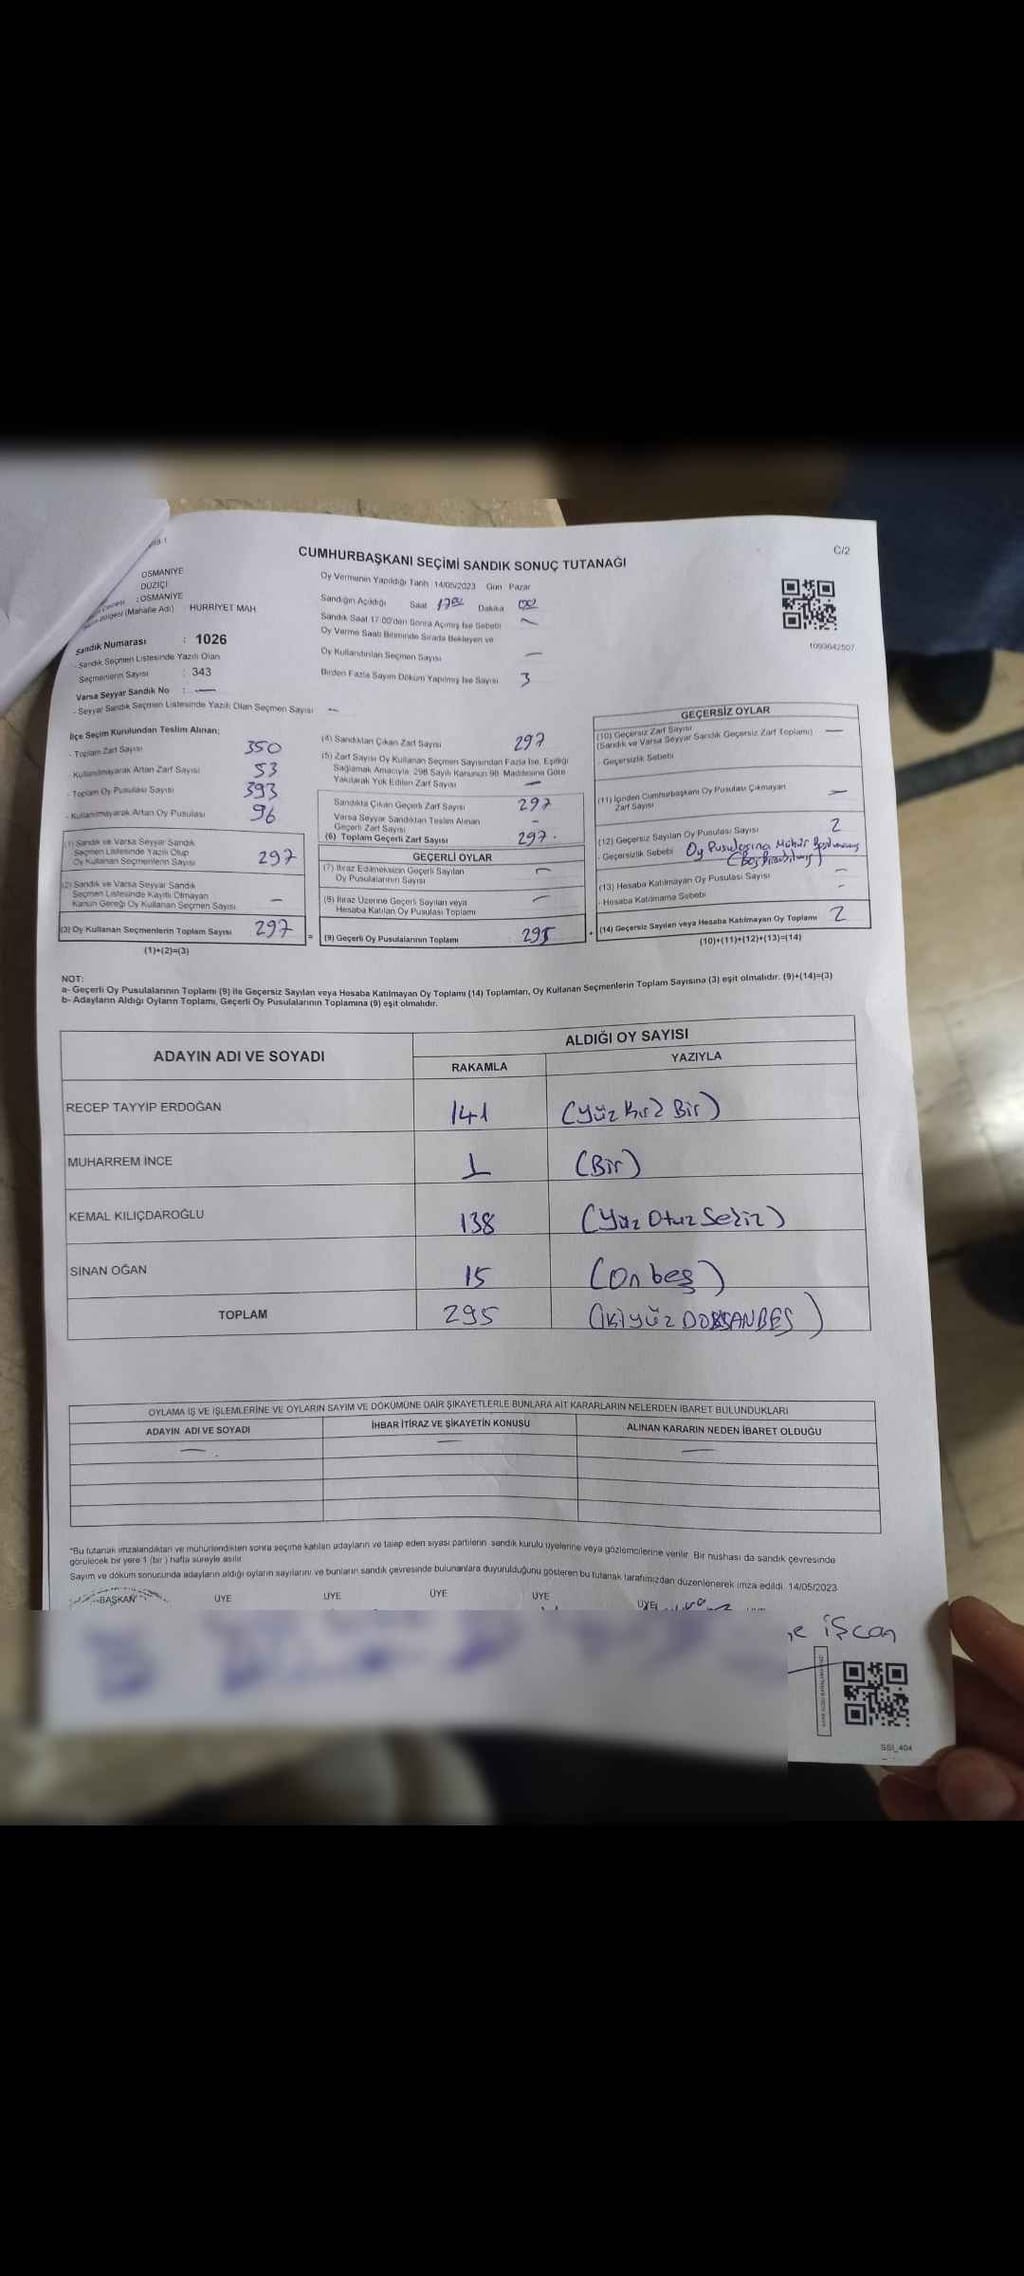 CUMHURBAŞKANI SEÇİMİ SANDIK SONUÇ TUTANAĞI
C/2
OSMANİYE
DÜZİÇİ
: OSMANİYE
(Mahalle Adı) : HÜRRİYET MAH
Sandık Numarası : 1026
- Sandık Seçmen Listesinde Yazılı Olan
Seçmenlerin Sayısı : 343
Varsa Seyyar Sandık No : —
- Seyyar Sandık Seçmen Listesinde Yazılı Olan Seçmen Sayısı —
Oy Vermenin Yapıldığı Tarih 14/05/2023 Gün Pazar
Sandığın Açıldığı Saat 17 00 Dakika 00
Sandık Saat 17:00'den Sonra Açılmış İse Sebebi —
Oy Verme Saati Bitiminde Sırada Bekleyen ve
Oy Kullandırılan Seçmen Sayısı —
Birden Fazla Sayım Döküm Yapılmış İse Sayısı 3
1093642507
İlçe Seçim Kurulundan Teslim Alınan;
- Toplam Zarf Sayısı 350
- Kullanılmayarak Artan Zarf Sayısı 53
- Toplam Oy Pusulası Sayısı 393
- Kullanılmayarak Artan Oy Pusulası 96
(1) Sandık ve Varsa Seyyar Sandık
Seçmen Listesinde Yazılı Olup
Oy Kullanan Seçmenlerin Sayısı 297
(2) Sandık ve Varsa Seyyar Sandık
Seçmen Listesinde Kayıtlı Olmayan
Kanun Gereği Oy Kullanan Seçmen Sayısı —
(3) Oy Kullanan Seçmenlerin Toplam Sayısı 297
(1)+(2)=(3)
(4) Sandıktan Çıkan Zarf Sayısı 297
(5) Zarf Sayısı Oy Kullanan Seçmen Sayısından Fazla İse, Eşitliği
Sağlamak Amacıyla, 298 Sayılı Kanunun 98. Maddesine Göre
Yakılarak Yok Edilen Zarf Sayısı —
Sandıkta Çıkan Geçerli Zarf Sayısı 297
Varsa Seyyar Sandıktan Teslim Alınan
Geçerli Zarf Sayısı -
(6) Toplam Geçerli Zarf Sayısı 297
GEÇERLİ OYLAR
(7) İtiraz Edilmeksizin Geçerli Sayılan
Oy Pusulalarının Sayısı —
(8) İtiraz Üzerine Geçerli Sayılan veya
Hesaba Katılan Oy Pusulası Toplamı —
= (9) Geçerli Oy Pusulalarının Toplamı : 295
GEÇERSİZ OYLAR
(10) Geçersiz Zarf Sayısı
(Sandık ve Varsa Seyyar Sandık Geçersiz Zarf Toplamı) —
- Geçersizlik Sebebi
(11) İçinden Cumhurbaşkanı Oy Pusulası Çıkmayan
Zarf Sayısı —
(12) Geçersiz Sayılan Oy Pusulası Sayısı 2
- Geçersizlik Sebebi Oy Pusulasına Mühür Basılmamış
(13) Hesaba Katılmayan Oy Pusulası Sayısı —
- Hesaba Katılmama Sebebi -
+ (14) Geçersiz Sayılan veya Hesaba Katılmayan Oy Toplamı 2
(10)+(11)+(12)+(13)=(14)
NOT:
a- Geçerli Oy Pusulalarının Toplamı (9) ile Geçersiz Sayılan veya Hesaba Katılmayan Oy Toplamı (14) Toplamları, Oy Kullanan Seçmenlerin Toplam Sayısına (3) eşit olmalıdır. (9)+(14)=(3)
b- Adayların Aldığı Oyların Toplamı, Geçerli Oy Pusulalarının Toplamına (9) eşit olmalıdır.
ADAYIN ADI VE SOYADI ALDIĞI OY SAYISI
RAKAMLA YAZIYLA
RECEP TAYYİP ERDOĞAN 141 (Yüz Kırk Bir)
MUHARREM İNCE 1 (Bir)
KEMAL KILIÇDAROĞLU 138 (Yüz Otuz Sekiz)
SİNAN OĞAN 15 (On beş)
TOPLAM 295 (İkiyüz DOKSANBEŞ)
OYLAMA İŞ VE İŞLEMLERİNE VE OYLARIN SAYIM VE DÖKÜMÜNE DAİR ŞİKAYETLERLE BUNLARA AİT KARARLARIN NELERDEN İBARET BULUNDUKLARI
ADAYIN ADI VE SOYADI İHBAR İTİRAZ VE ŞİKAYETİN KONUSU ALINAN KARARIN NEDEN İBARET OLDUĞU
— — —
*Bu tutanak imzalandıktan ve mühürlendikten sonra seçime katılan adayların ve talep eden siyasi partilerin sandık kurulu üyelerine veya gözlemcilerine verilir. Bir nüshası da sandık çevresinde
görülecek bir yere 1 (bir) hafta süreyle asılır.
Sayım ve döküm sonucunda adayların aldığı oyların sayılarını ve bunların sandık çevresinde bulunanlara duyurulduğunu gösteren bu tutanak tarafımızdan düzenlenerek imza edildi. 14/05/2023
BAŞKAN ÜYE ÜYE ÜYE ÜYE ÜYE
işcan
SSI_404